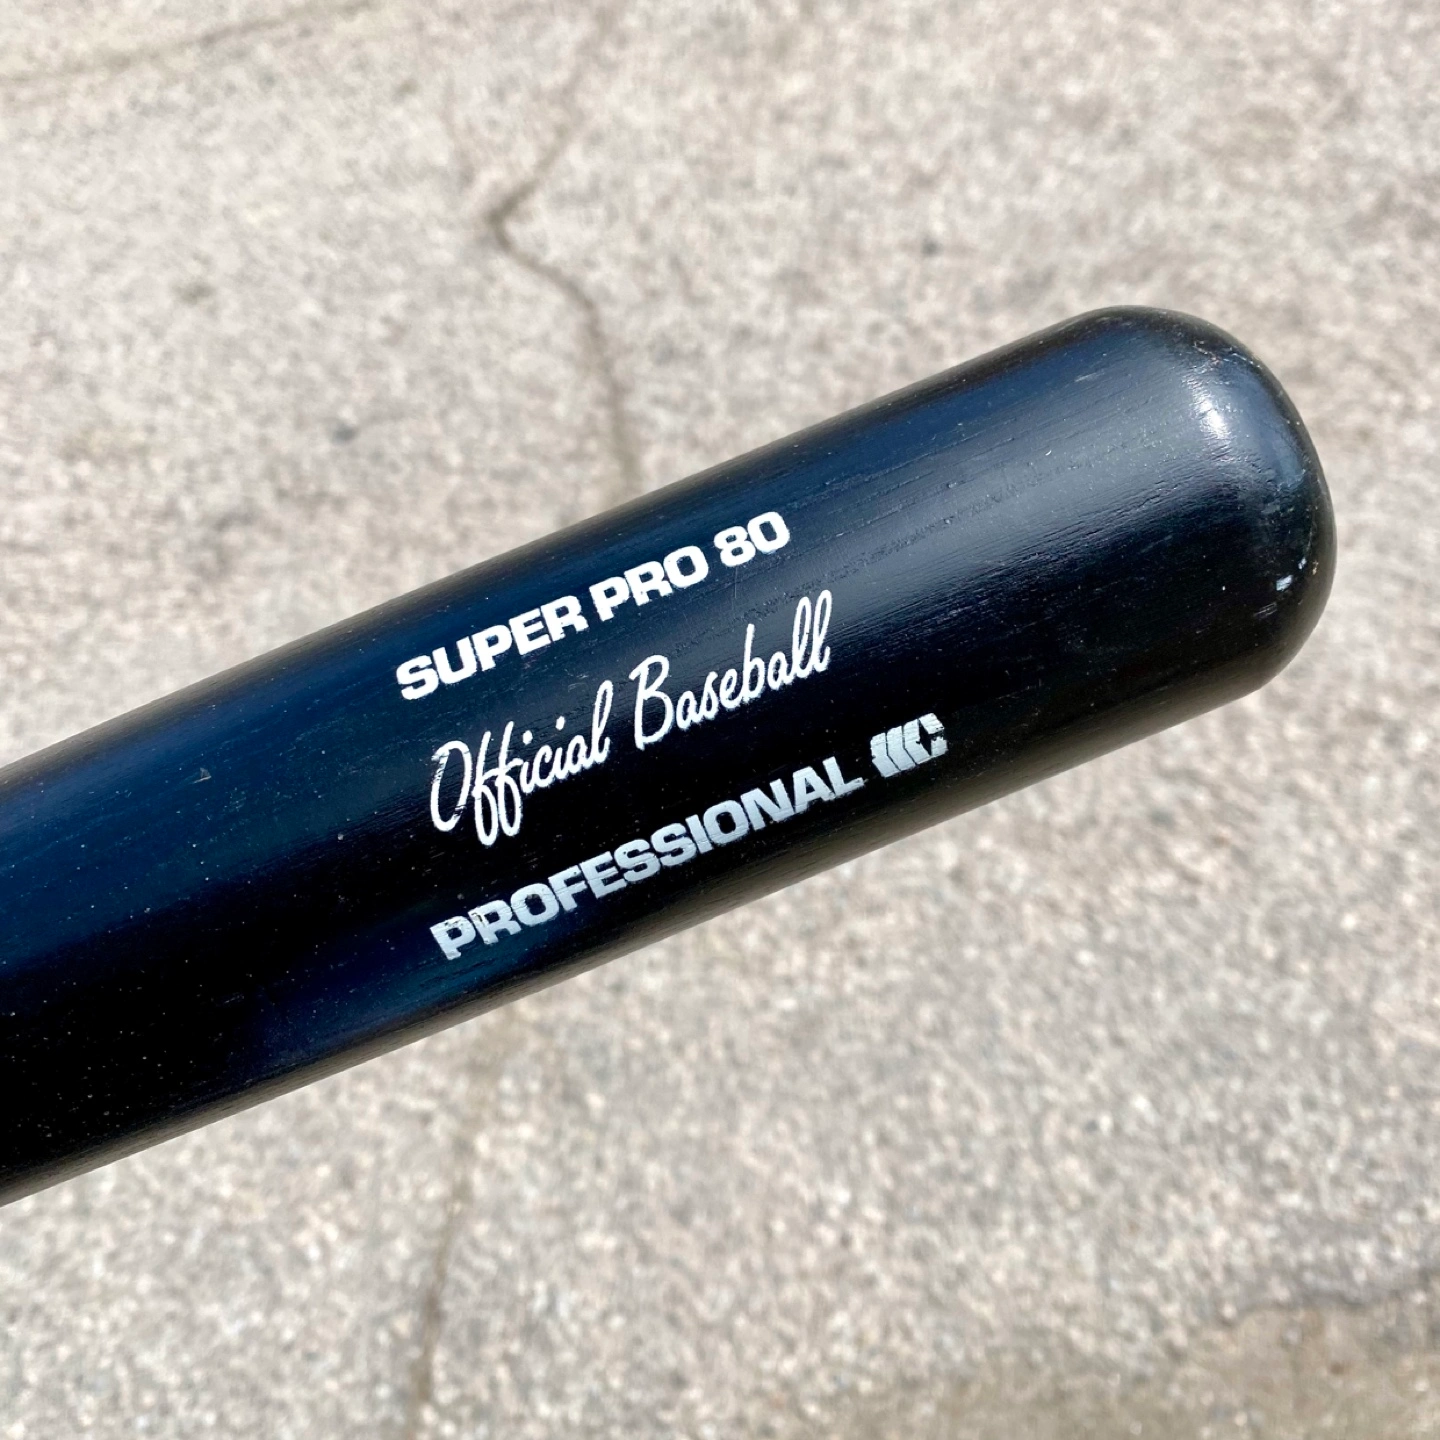 SUPER PRO 80
Official Baseball
PROFESSIONAL